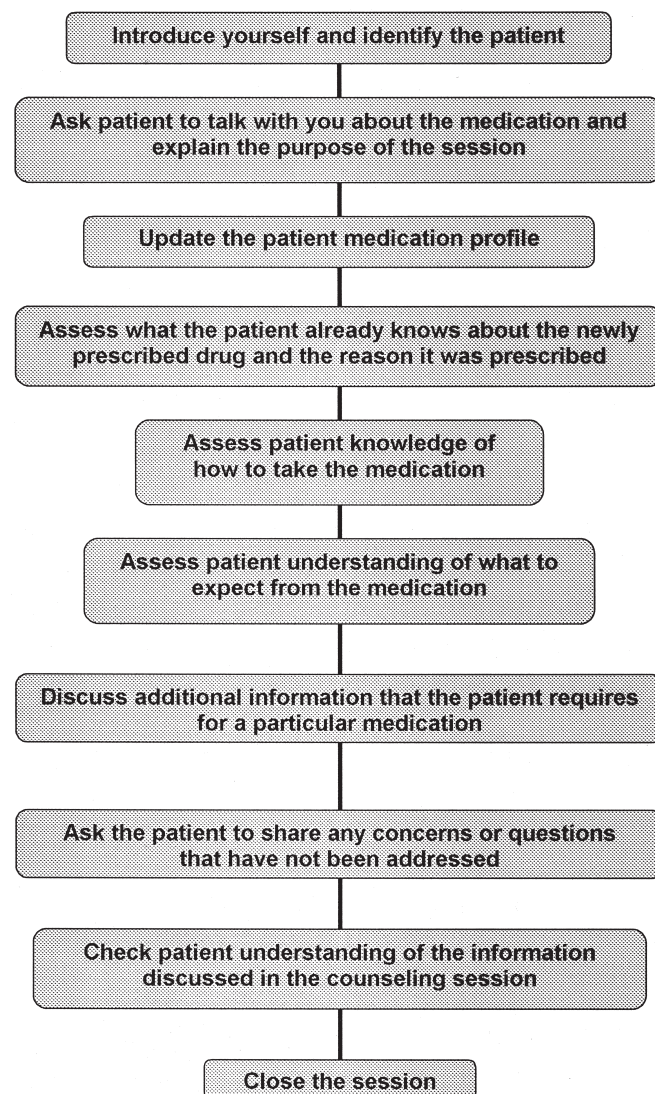 Introduce yourself and identify the patient
Ask patient to talk with you about the medication and
explain the purpose of the session
Update the patient medication profile
Assess what the patient already knows about the newly
prescribed drug and the reason it was prescribed
Assess patient knowledge of
how to take the medication
Assess patient understanding of what to
expect from the medication
Discuss additional information that the patient requires
for a particular medication
Ask the patient to share any concerns or questions
that have not been addressed
Check patient understanding of the information
discussed in the counseling session
Close the session